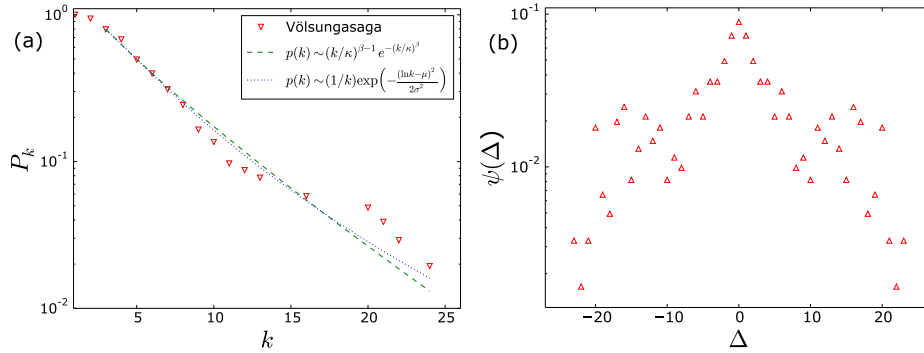 (a)
10^0
10^-1
10^-2
P_k
5
10
15
20
25
k
Völsungasaga
p(k) ∼ (k/κ)^{β−1} e^{−(k/κ)^β}
p(k) ∼ (1/k)exp(−(lnk−μ)²/2σ²)
(b)
10^-1
10^-2
ψ(Δ)
−20
−10
0
10
20
Δ